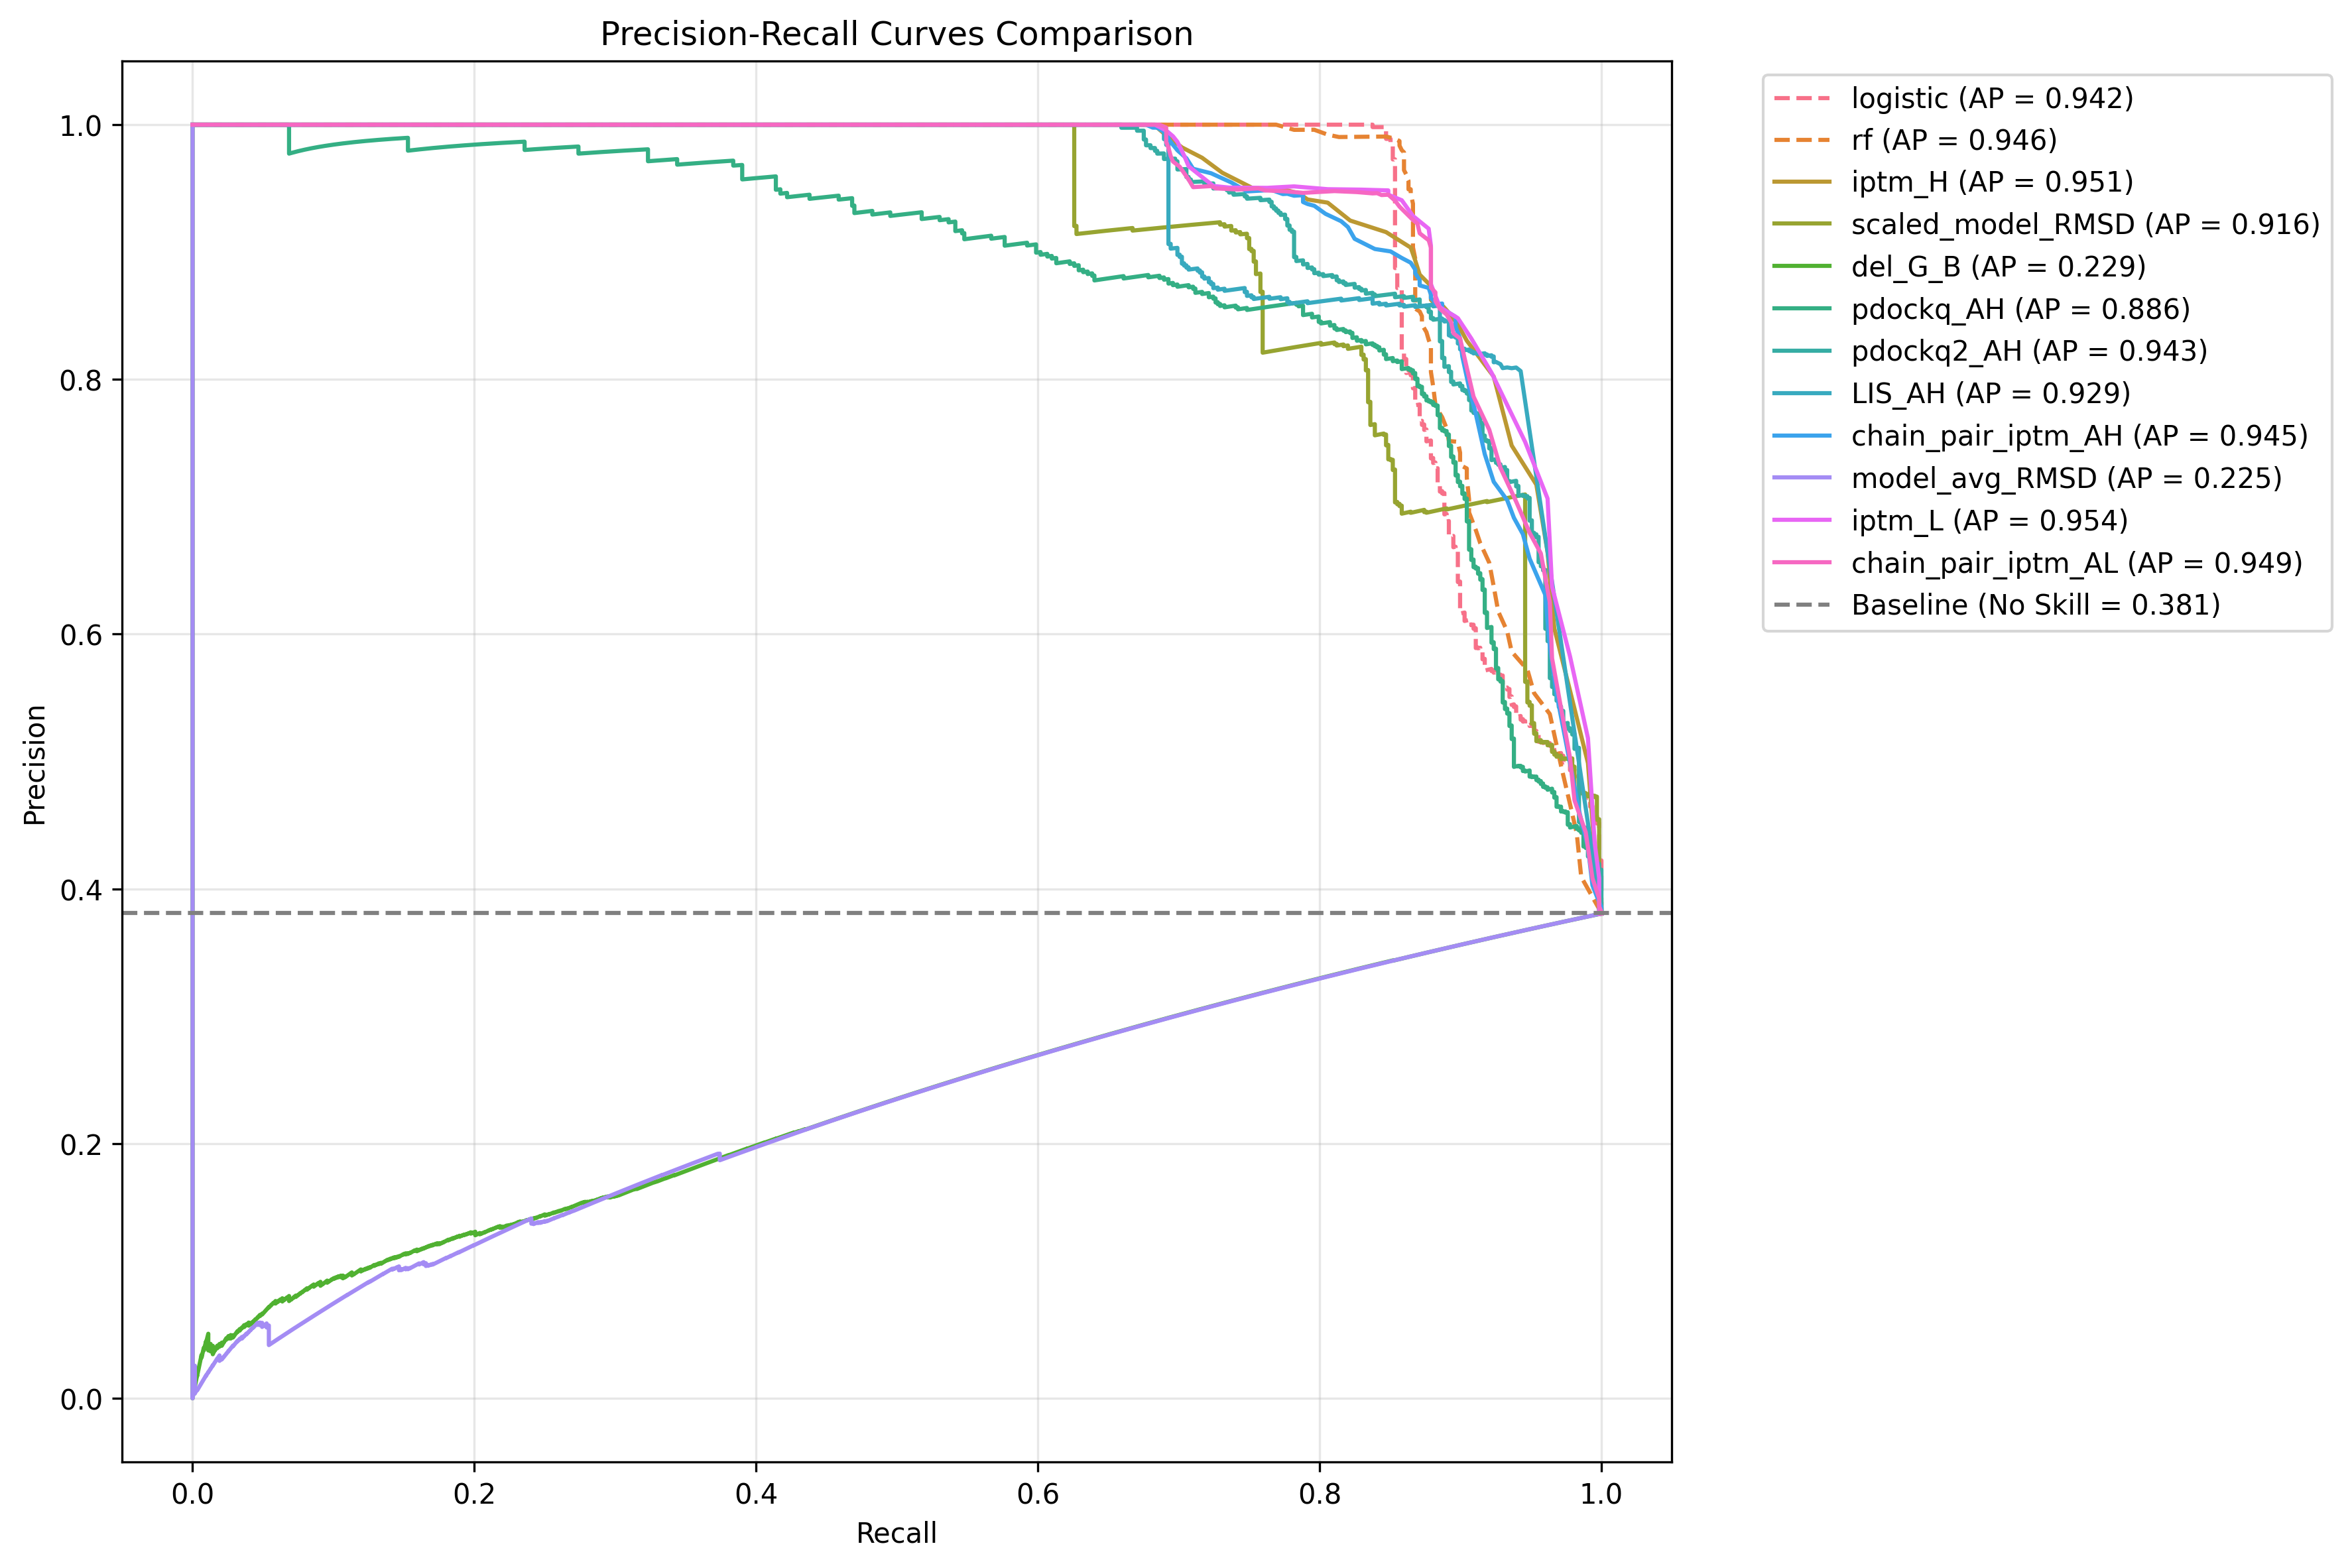 Precision-Recall Curves Comparison
logistic (AP = 0.942)
rf (AP = 0.946)
iptm_H (AP = 0.951)
scaled_model_RMSD (AP = 0.916)
del_G_B (AP = 0.229)
pdockq_AH (AP = 0.886)
pdockq2_AH (AP = 0.943)
LIS_AH (AP = 0.929)
chain_pair_iptm_AH (AP = 0.945)
model_avg_RMSD (AP = 0.225)
iptm_L (AP = 0.954)
chain_pair_iptm_AL (AP = 0.949)
Baseline (No Skill = 0.381)
Precision
1.0
0.8
0.6
0.4
0.2
0.0
0.0 0.2 0.4 0.6 0.8 1.0
Recall